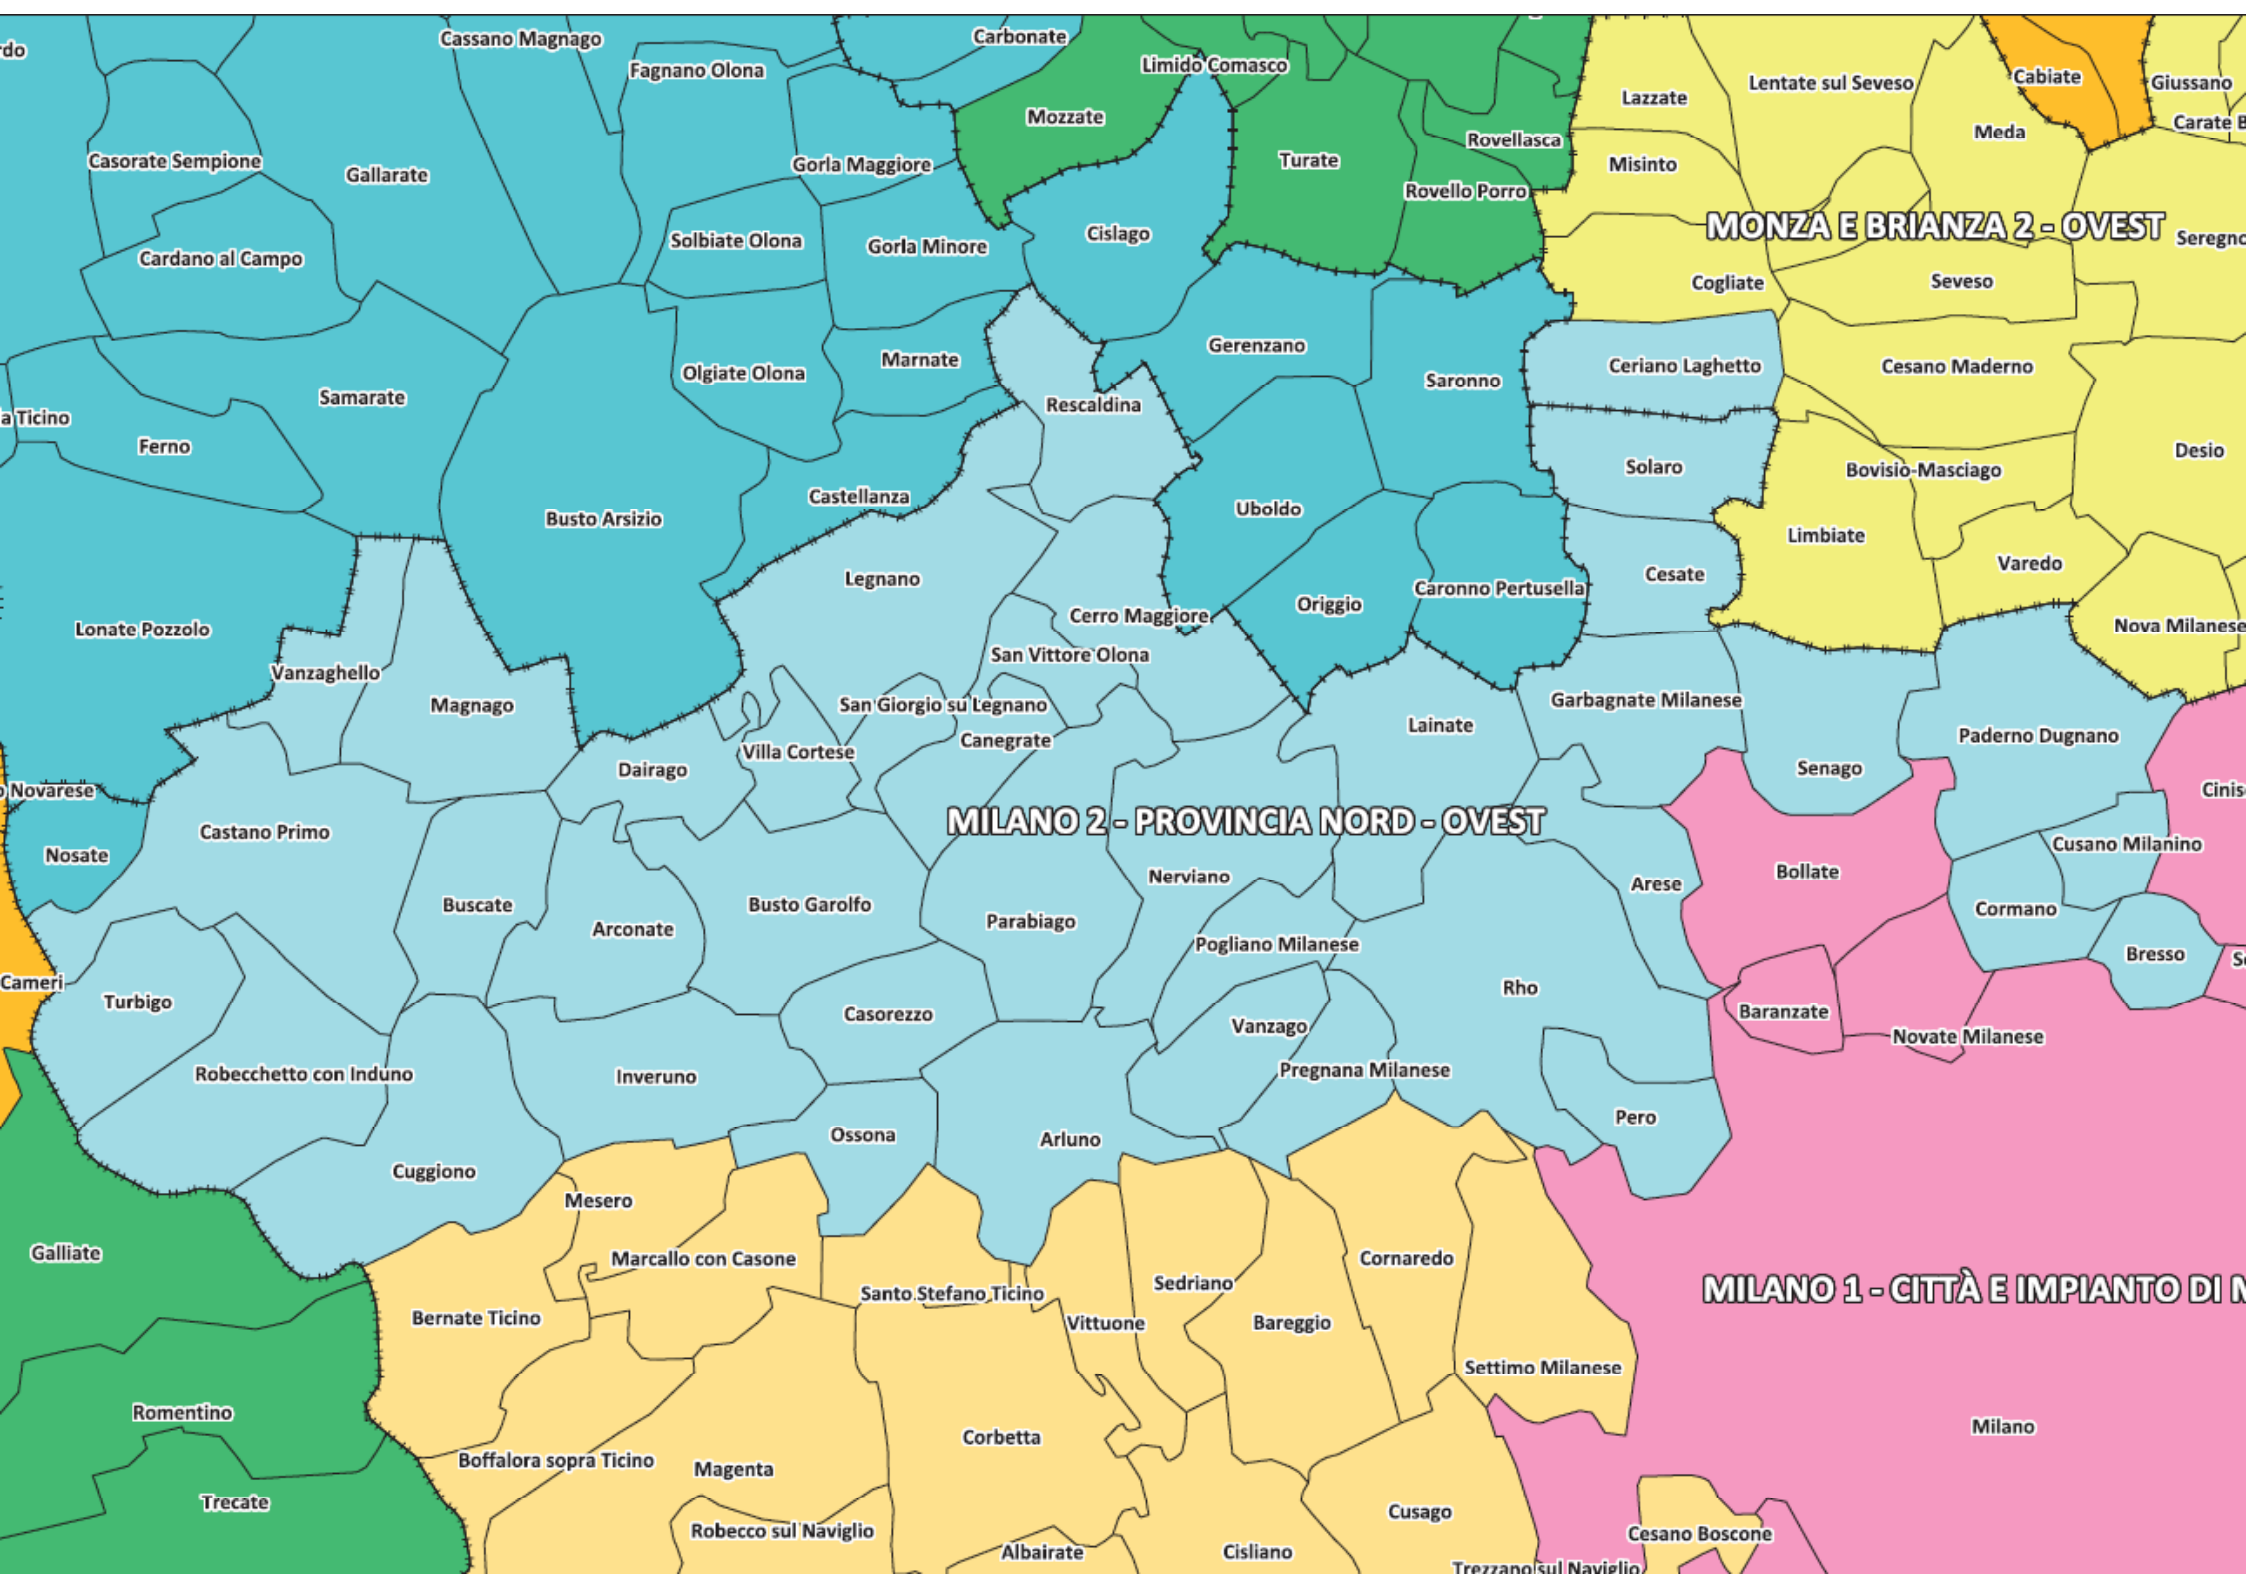 rdo
Cassano Magnago
Carbonate
Fagnano Olona
Limido Comasco
Cabiate
Giussano
Lentate sul Seveso
Lazzate
Mozzate
Carate B
Meda
Rovellasca
Casorate Sempione
Gallarate
Gorla Maggiore
Turate
Misinto
Rovello Porro
MONZA E BRIANZA 2 - OVEST
Cislago
Solbiate Olona
Gorla Minore
Seregno
Cardano al Campo
Cogliate
Seveso
Gerenzano
Marnate
Olgiate Olona
Ceriano Laghetto
Cesano Maderno
Saronno
Samarate
Rescaldina
a Ticino
Ferno
Desio
Solaro
Bovisio-Masciago
Castellanza
Uboldo
Busto Arsizio
Limbiate
Varedo
Legnano
Cesate
Caronno Pertusella
Origgio
Cerro Maggiore
Lonate Pozzolo
Nova Milanese
San Vittore Olona
Vanzaghello
Magnago
San Giorgio su Legnano
Garbagnate Milanese
Lainate
Canegrate
Paderno Dugnano
Villa Cortese
Dairago
Senago
o Novarese
Cinis
MILANO 2 - PROVINCIA NORD - OVEST
Castano Primo
Cusano Milanino
Nosate
Bollate
Nerviano
Arese
Buscate
Busto Garolfo
Cormano
Parabiago
Arconate
Pogliano Milanese
Bresso
Se
Cameri
Rho
Turbigo
Casorezzo
Baranzate
Vanzago
Novate Milanese
Robecchetto con Induno
Inveruno
Pregnana Milanese
Pero
Ossona
Arluno
Cuggiono
Mesero
Galliate
Marcallo con Casone
Cornaredo
Sedriano
Santo Stefano Ticino
MILANO 1 - CITTÀ E IMPIANTO DI M
Bernate Ticino
Vittuone
Bareggio
Settimo Milanese
Romentino
Milano
Corbetta
Boffalora sopra Ticino
Magenta
Trecate
Cusago
Robecco sul Naviglio
Cesano Boscone
Albairate
Cisliano
Trezzano sul Naviglio